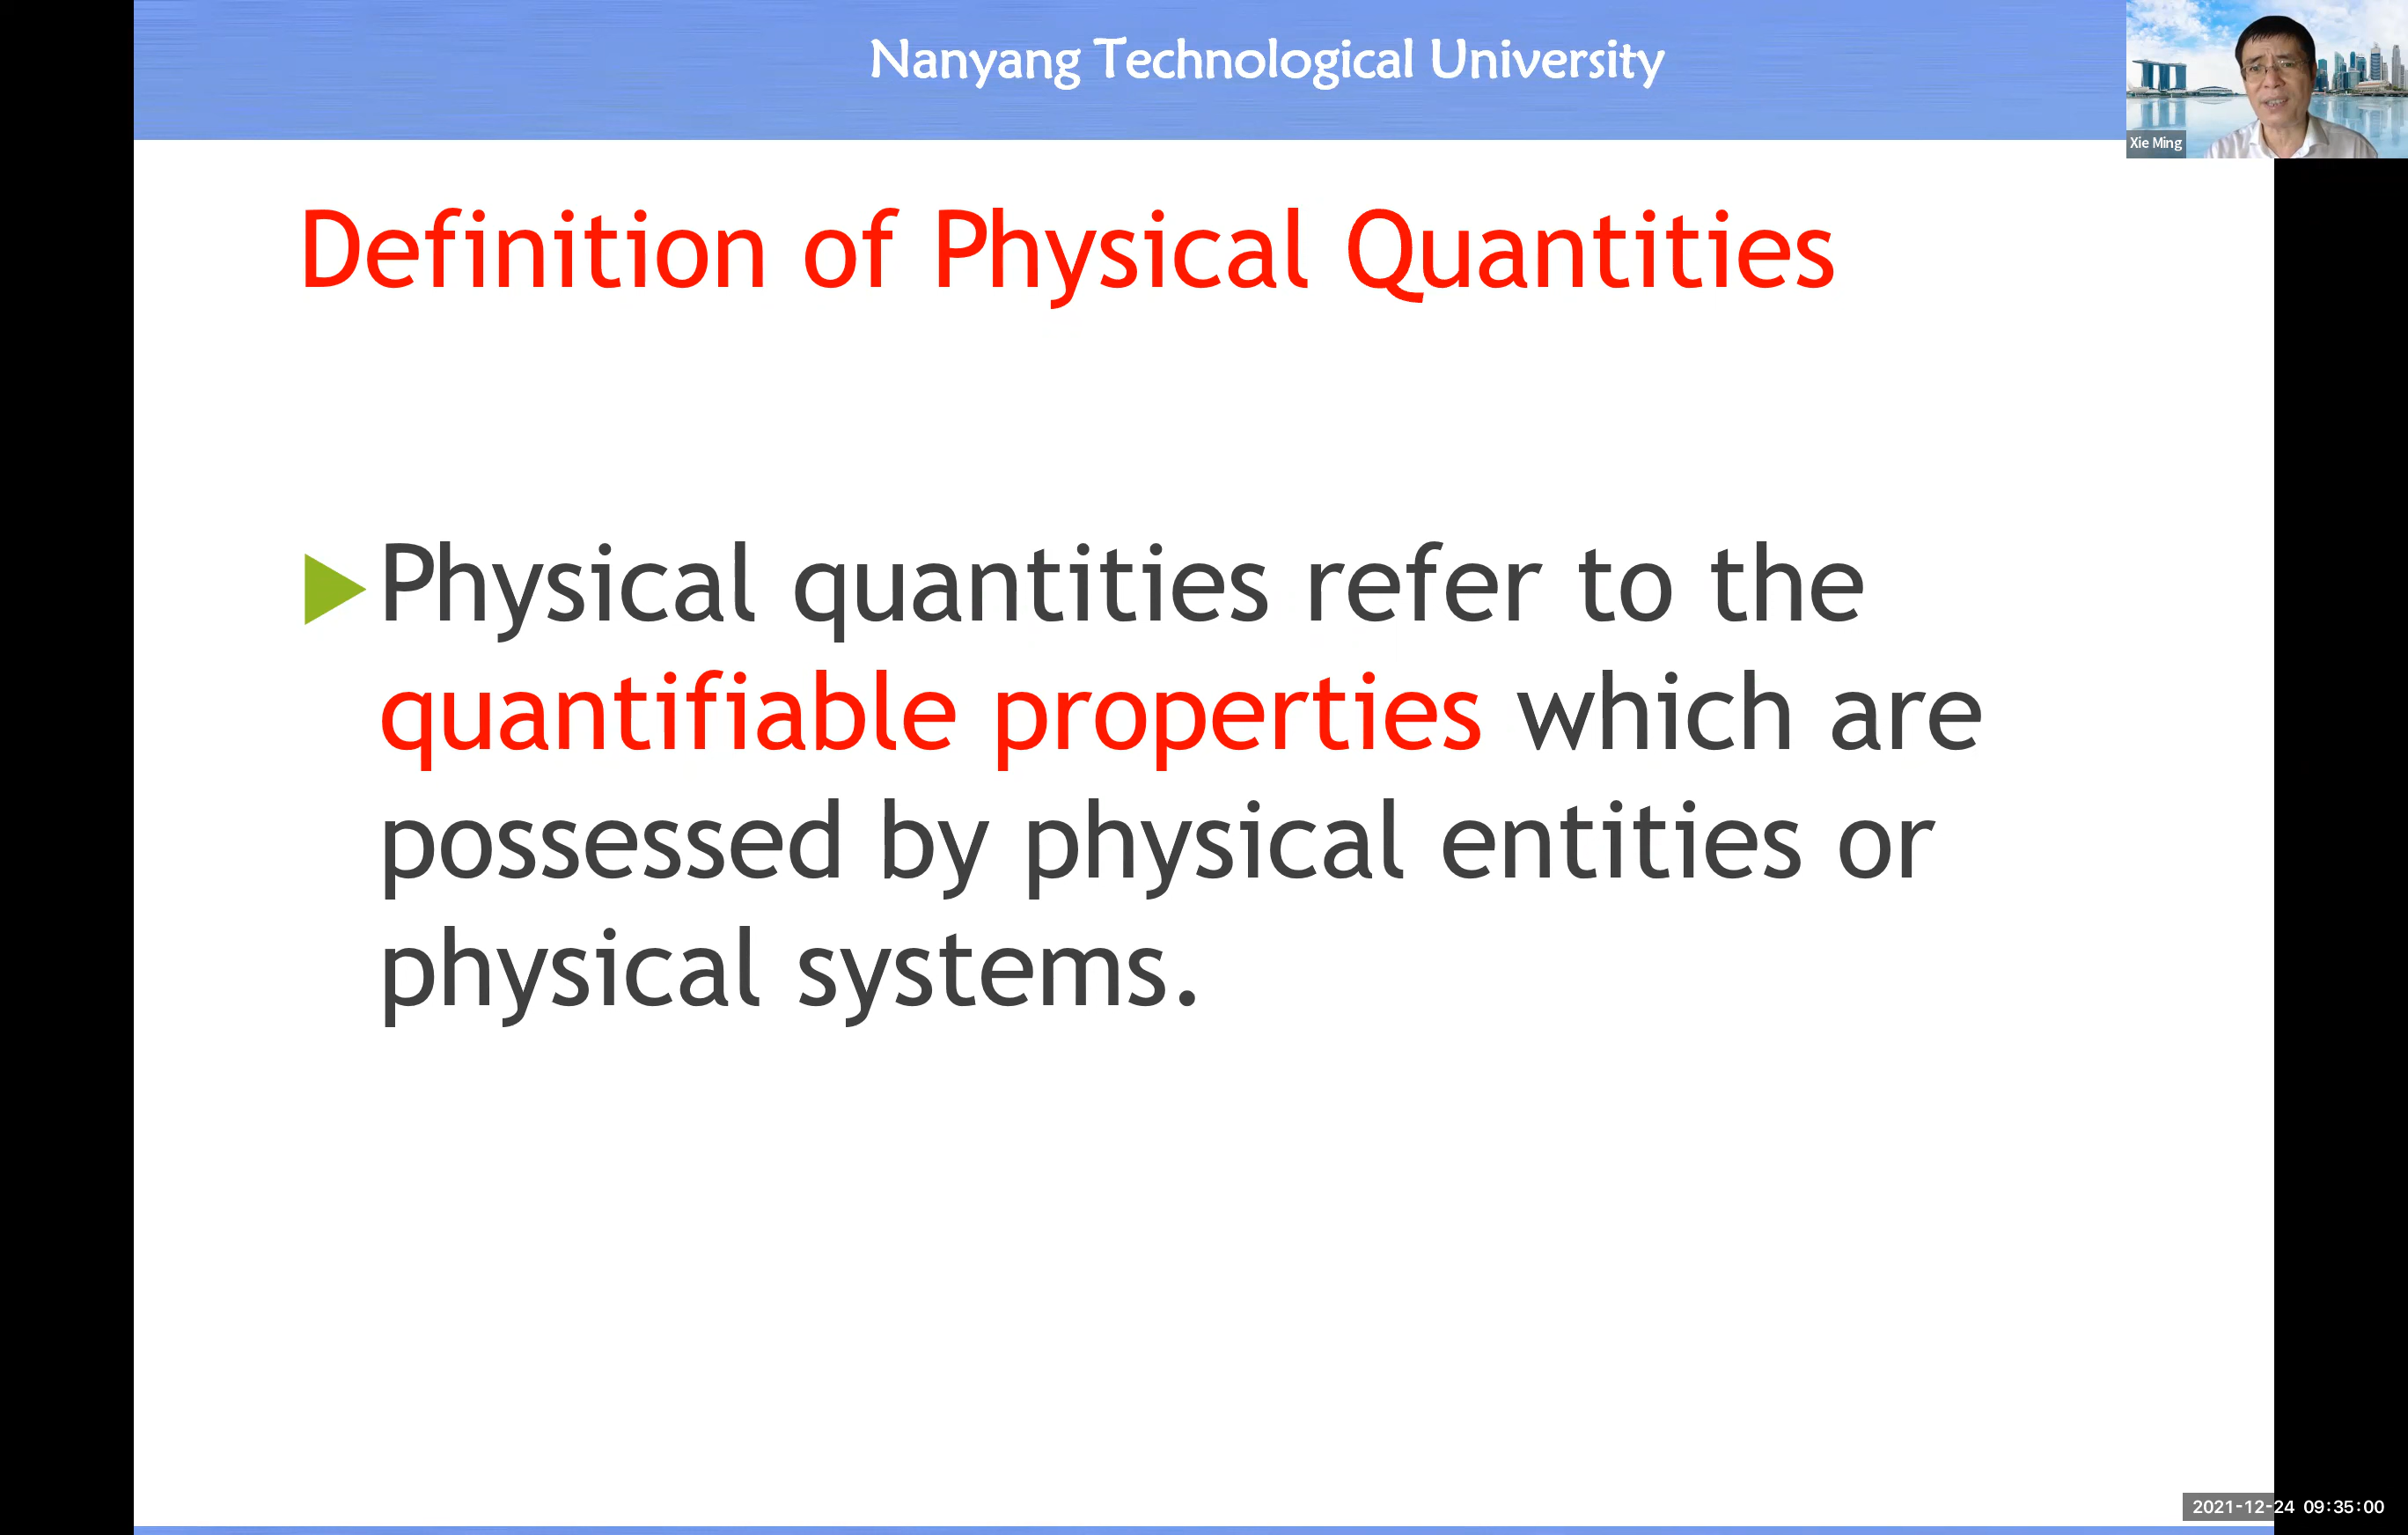 Nanyang Technological University
Xie Ming
Definition of Physical Quantities
Physical quantities refer to the
quantifiable properties which are
possessed by physical entities or
physical systems.
2021-12-24 09:35:00